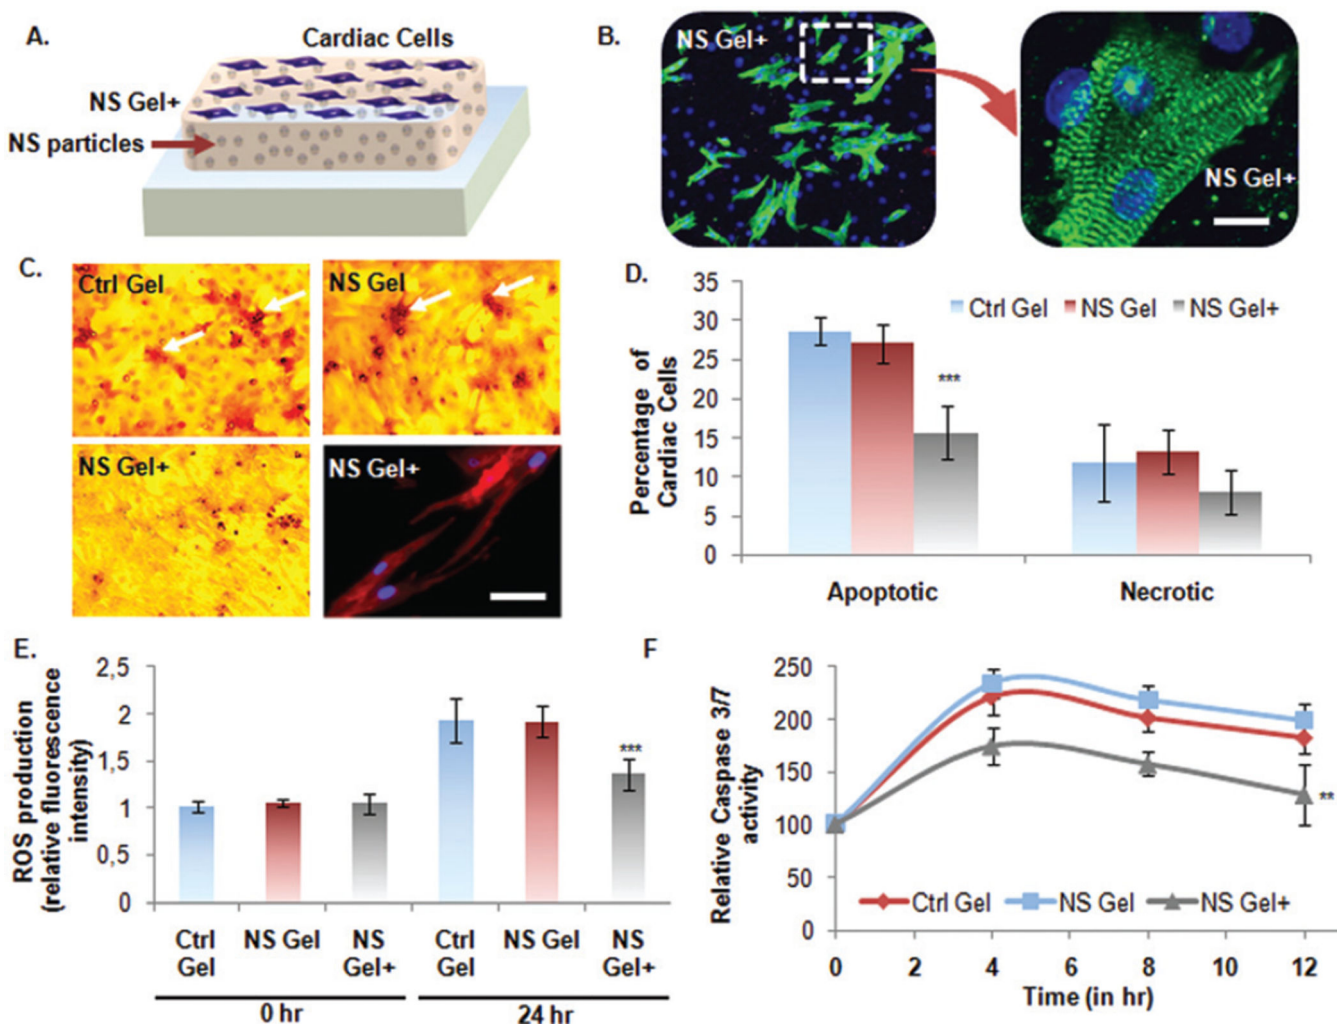 A.
Cardiac Cells
NS Gel+
NS particles
B.
NS Gel+
NS Gel+
C.
Ctrl Gel
NS Gel
NS Gel+
NS Gel+
D.
Percentage of
Cardiac Cells
35
30
25
20
15
10
5
0
Ctrl Gel NS Gel NS Gel+
***
Apoptotic Necrotic
E.
ROS production
(relative fluorescence
intensity)
2,5
2
1,5
1
0,5
0
***
Ctrl Gel
NS Gel
NS Gel+
Ctrl Gel
NS Gel
NS Gel+
0 hr 24 hr
F
Relative Caspase 3/7
activity
250
200
150
100
50
0
**
Ctrl Gel NS Gel NS Gel+
0 2 4 6 8 10 12
Time (in hr)